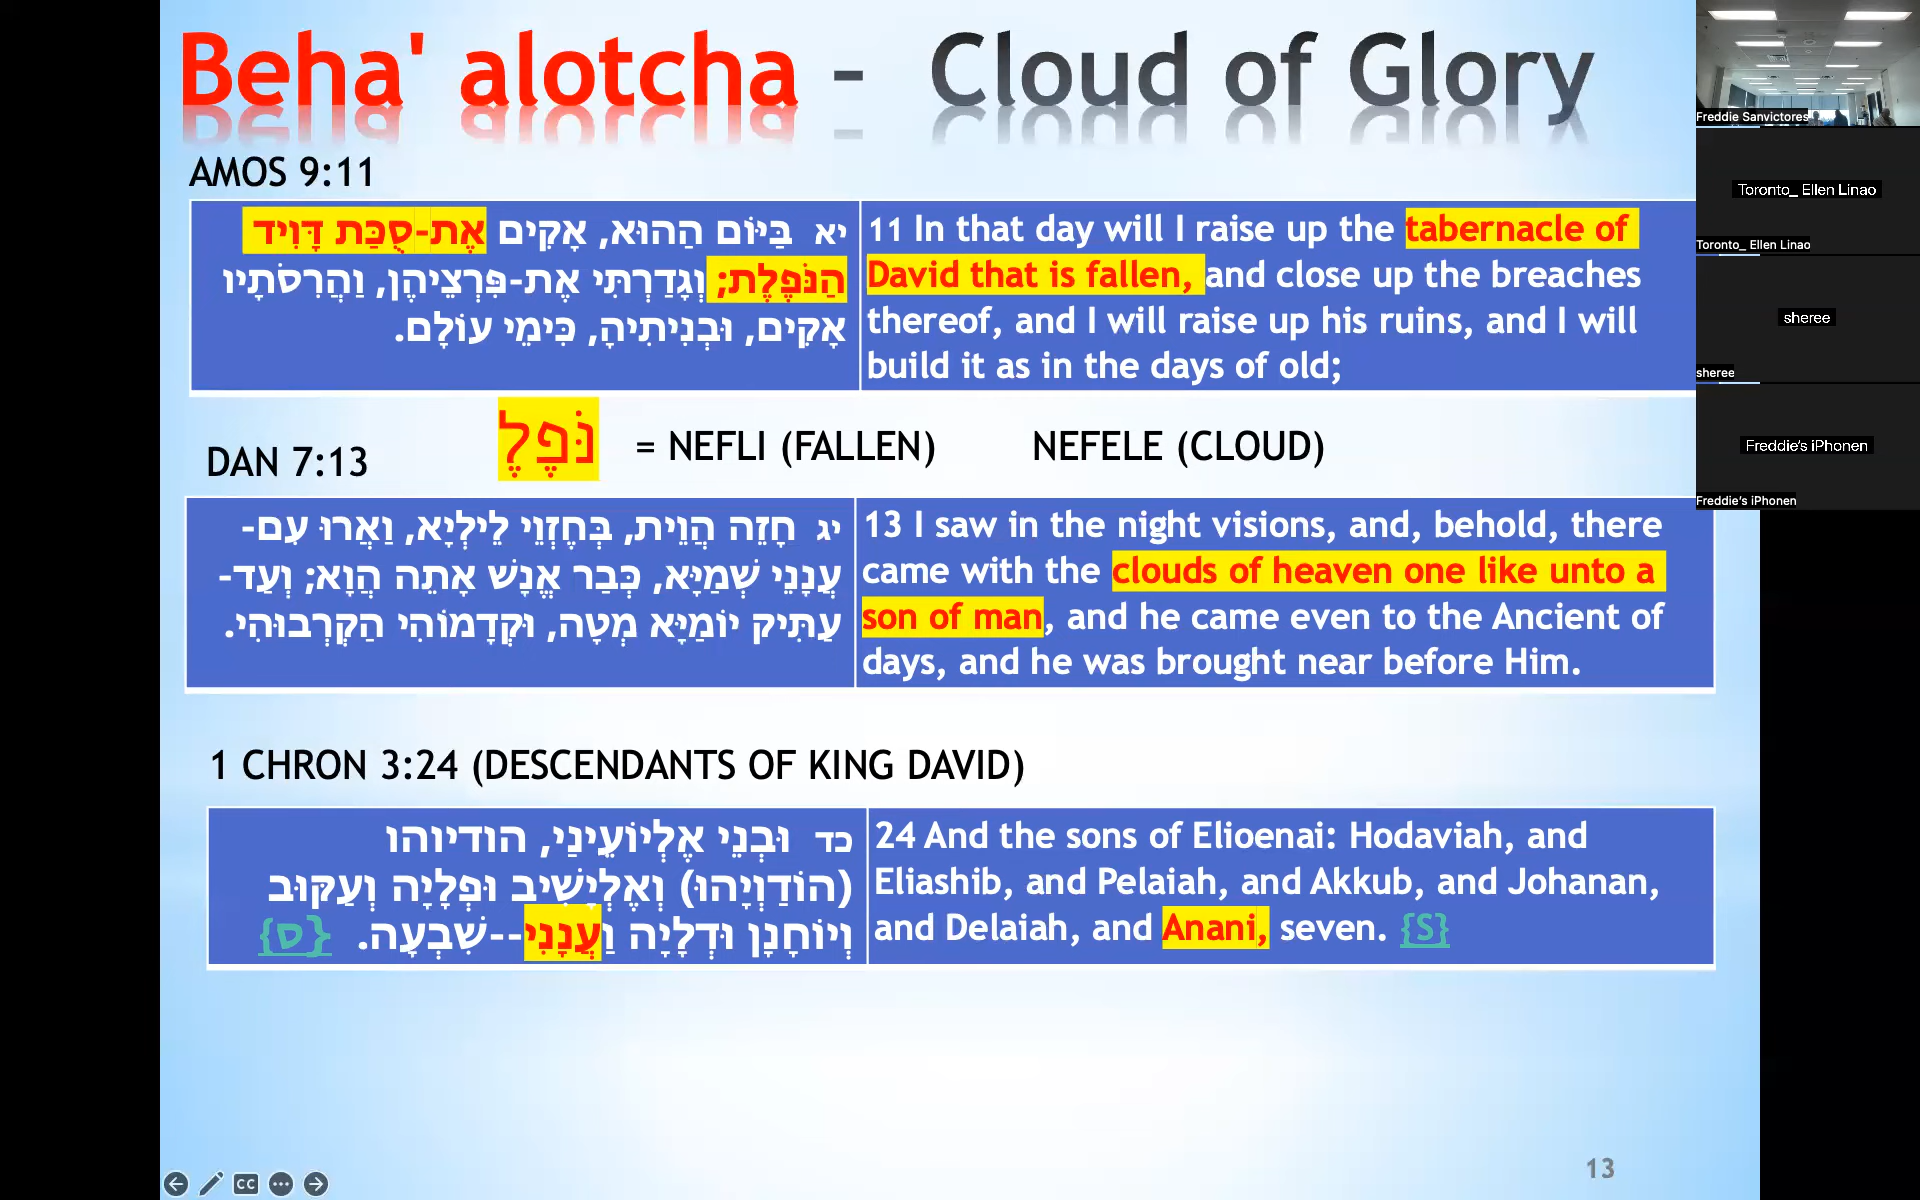 Beha' alotcha - Cloud of Glory
AMOS 9:11
יא בַּיּוֹם הַהוּא, אָקִים אֶת-סֻכַּת דָּוִיד
הַנֹּפֶלֶת; וְגָדַרְתִּי אֶת-פִּרְצֵיהֶן, וַהֲרִסֹתָיו
אָקִים, וּבְנִיתִיהָ, כִּימֵי עוֹלָם.
11 In that day will I raise up the tabernacle of
David that is fallen, and close up the breaches
thereof, and I will raise up his ruins, and I will
build it as in the days of old;
נֹּפֶלֶ = NEFLI (FALLEN) NEFELE (CLOUD)
DAN 7:13
יג חָזֵה הֲוֵית, בְּחֶזְוֵי לֵילְיָא, וַאֲרוּ עִם-
עֲנָנֵי שְׁמַיָּא, כְּבַר אֱנָשׁ אָתֵה הֲוָא; וְעַד-
עַתִּיק יוֹמַיָּא מְטָה, וּקְדָמוֹהִי הַקְרְבוּהִי.
13 I saw in the night visions, and, behold, there
came with the clouds of heaven one like unto a
son of man, and he came even to the Ancient of
days, and he was brought near before Him.
1 CHRON 3:24 (DESCENDANTS OF KING DAVID)
כד וּבְנֵי אֶלְיוֹעֵינַי, הודיוהו
(הוֹדַוְיָהוּ) וְאֶלְיָשִׁיב וּפְלָיָה וְעַקּוּב
וְיוֹחָנָן וּדְלָיָה וַעֲנָנִי--שִׁבְעָה. {ס}
24 And the sons of Elioenai: Hodaviah, and
Eliashib, and Pelaiah, and Akkub, and Johanan,
and Delaiah, and Anani, seven. {S}
13
CC
Freddie Sanvictores
Toronto_ Ellen Linao
Toronto_ Ellen Linao
sheree
sheree
Freddie's iPhonen
Freddie's iPhonen